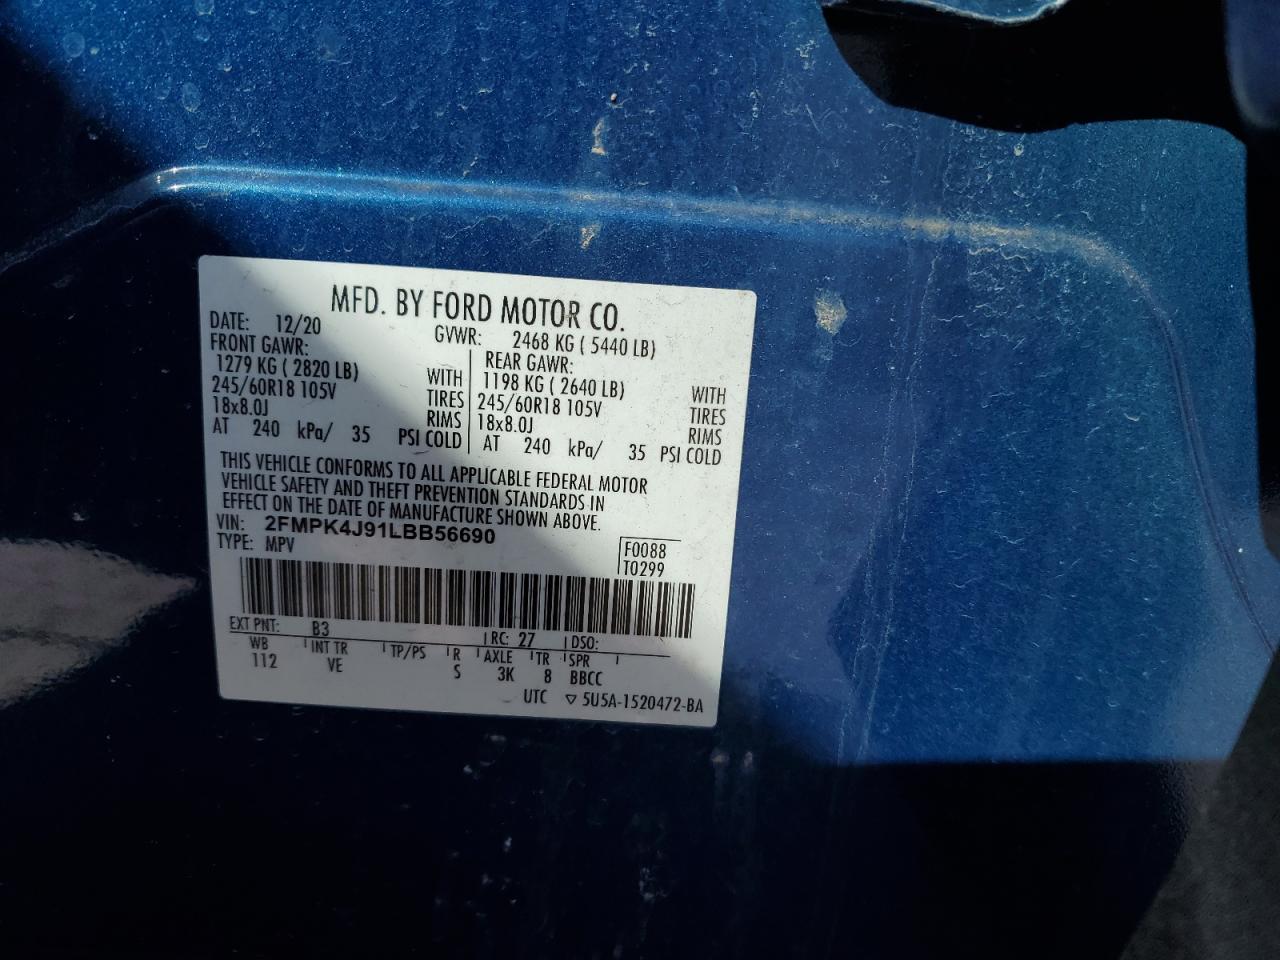 MFD. BY FORD MOTOR CO.
DATE: 12/20 GVWR: 2468 KG ( 5440 LB)
FRONT GAWR: REAR GAWR:
1279 KG ( 2820 LB) WITH 1198 KG ( 2640 LB) WITH
245/60R18 105V TIRES 245/60R18 105V TIRES
18x8.0J RIMS 18x8.0J RIMS
AT 240 kPa/ 35 PSI COLD AT 240 kPa/ 35 PSI COLD
THIS VEHICLE CONFORMS TO ALL APPLICABLE FEDERAL MOTOR
VEHICLE SAFETY AND THEFT PREVENTION STANDARDS IN
EFFECT ON THE DATE OF MANUFACTURE SHOWN ABOVE.
VIN: 2FMPK4J91LBB56690
TYPE: MPV F0088
T0299
EXT PNT: B3 RC: 27 DSO:
WB INT TR TP/PS R AXLE TR SPR
112 VE S 3K 8 BBCC
UTC ▽ 5U5A-1520472-BA